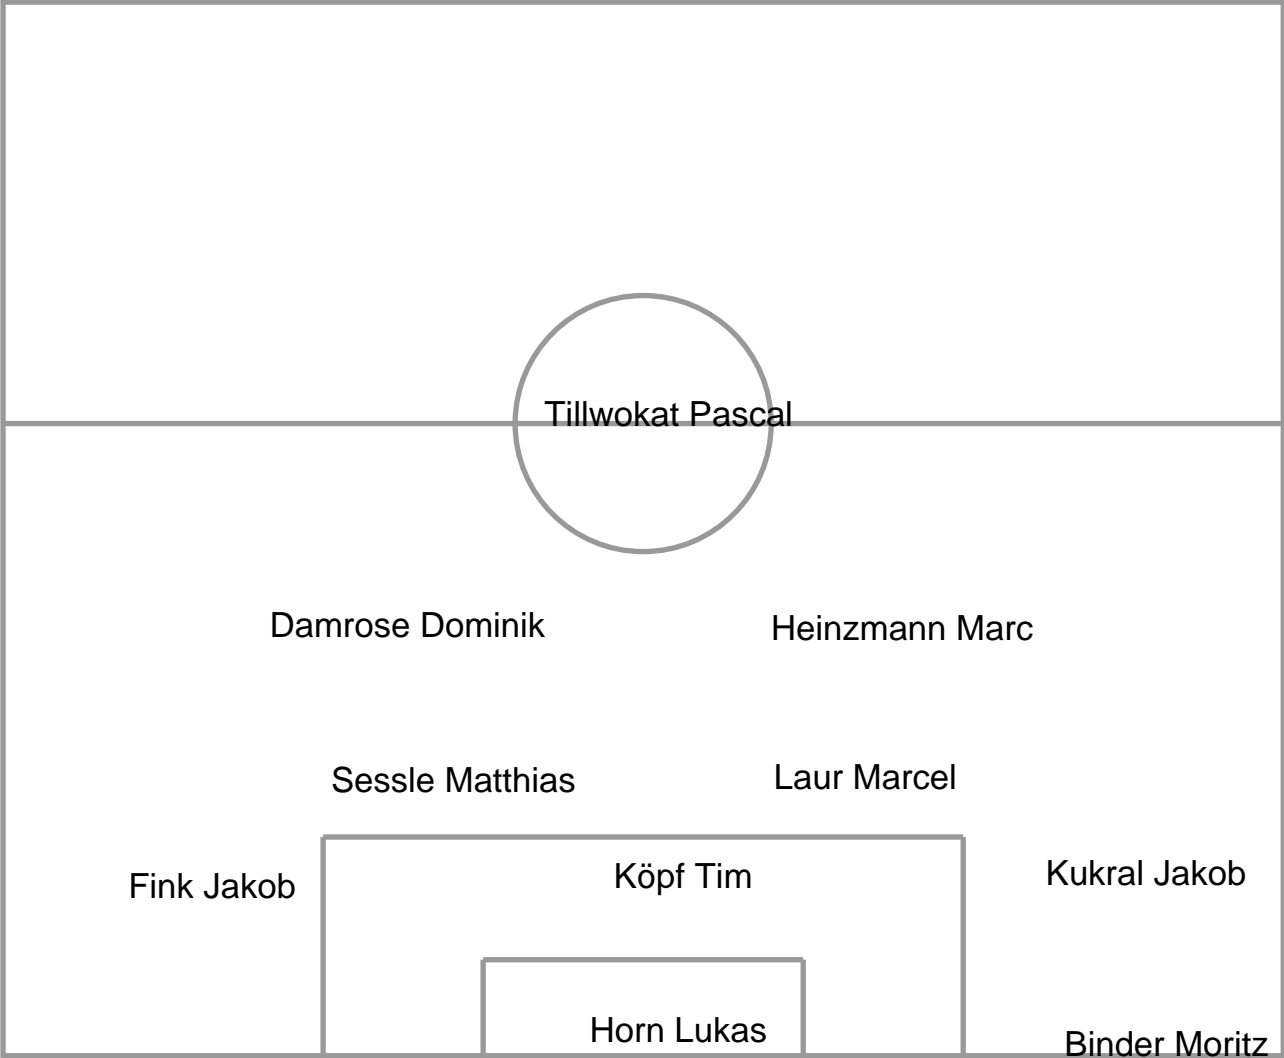 Tillwokat Pascal
Damrose Dominik
Heinzmann Marc
Sessle Matthias
Laur Marcel
Fink Jakob
Köpf Tim
Kukral Jakob
Horn Lukas
Binder Moritz